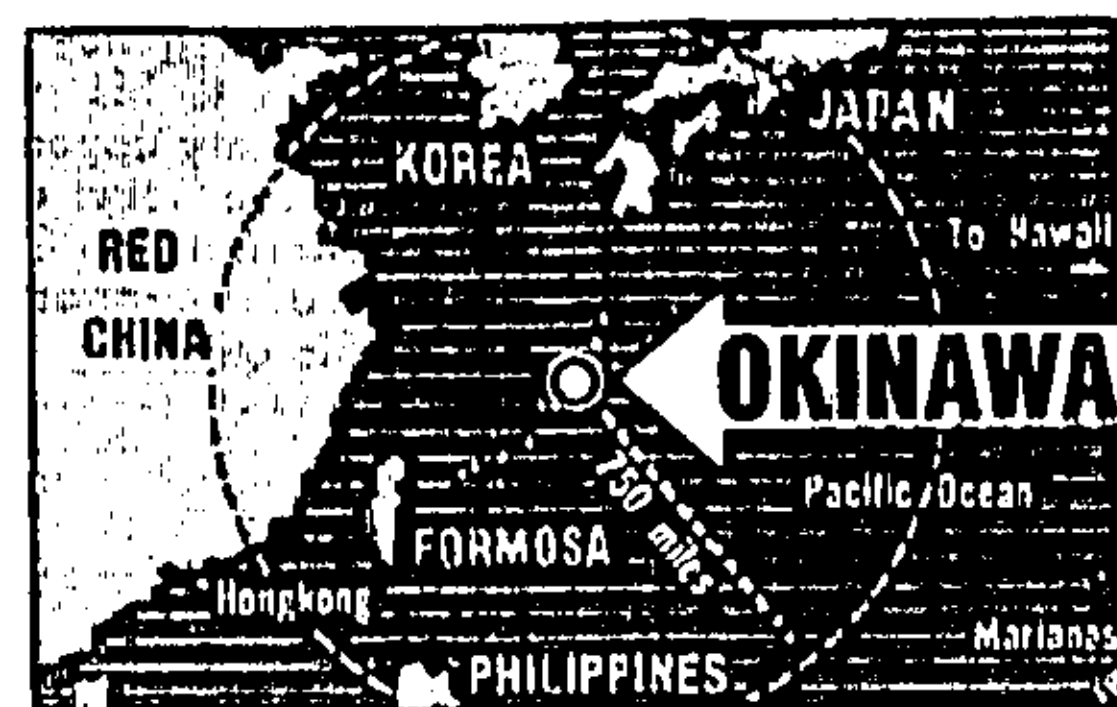 JAPAN
KOREA
To Hawaii
RED
CHINA
OKINAWA
750 miles
Pacific Ocean
FORMOSA
Hongkong
Marianas
PHILIPPINES